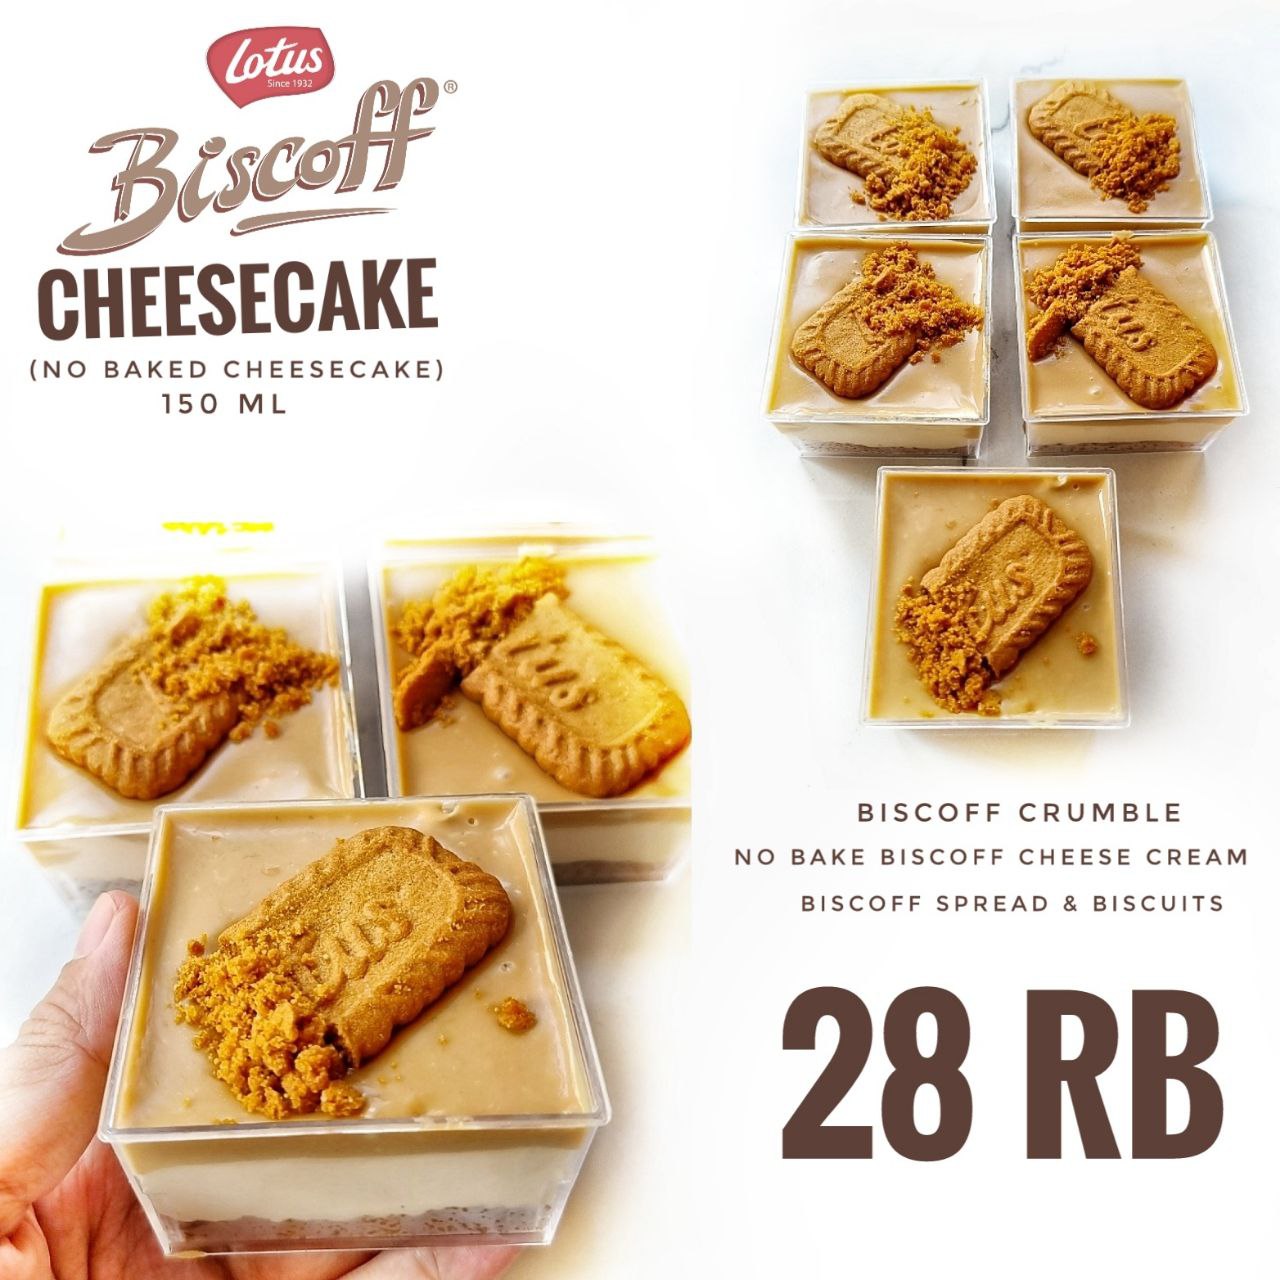 Lotus
Since 1932
Biscoff®
CHEESECAKE
(NO BAKED CHEESECAKE)
150 ML
BISCOFF CRUMBLE
NO BAKE BISCOFF CHEESE CREAM
BISCOFF SPREAD & BISCUITS
28 RB